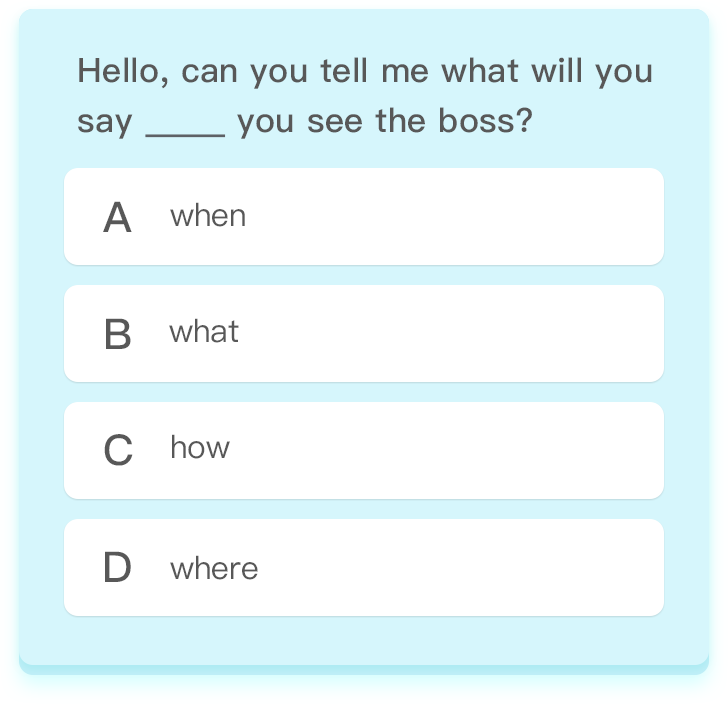 Hello, can you tell me what will you
say _____ you see the boss?
A when
B what
C how
D where